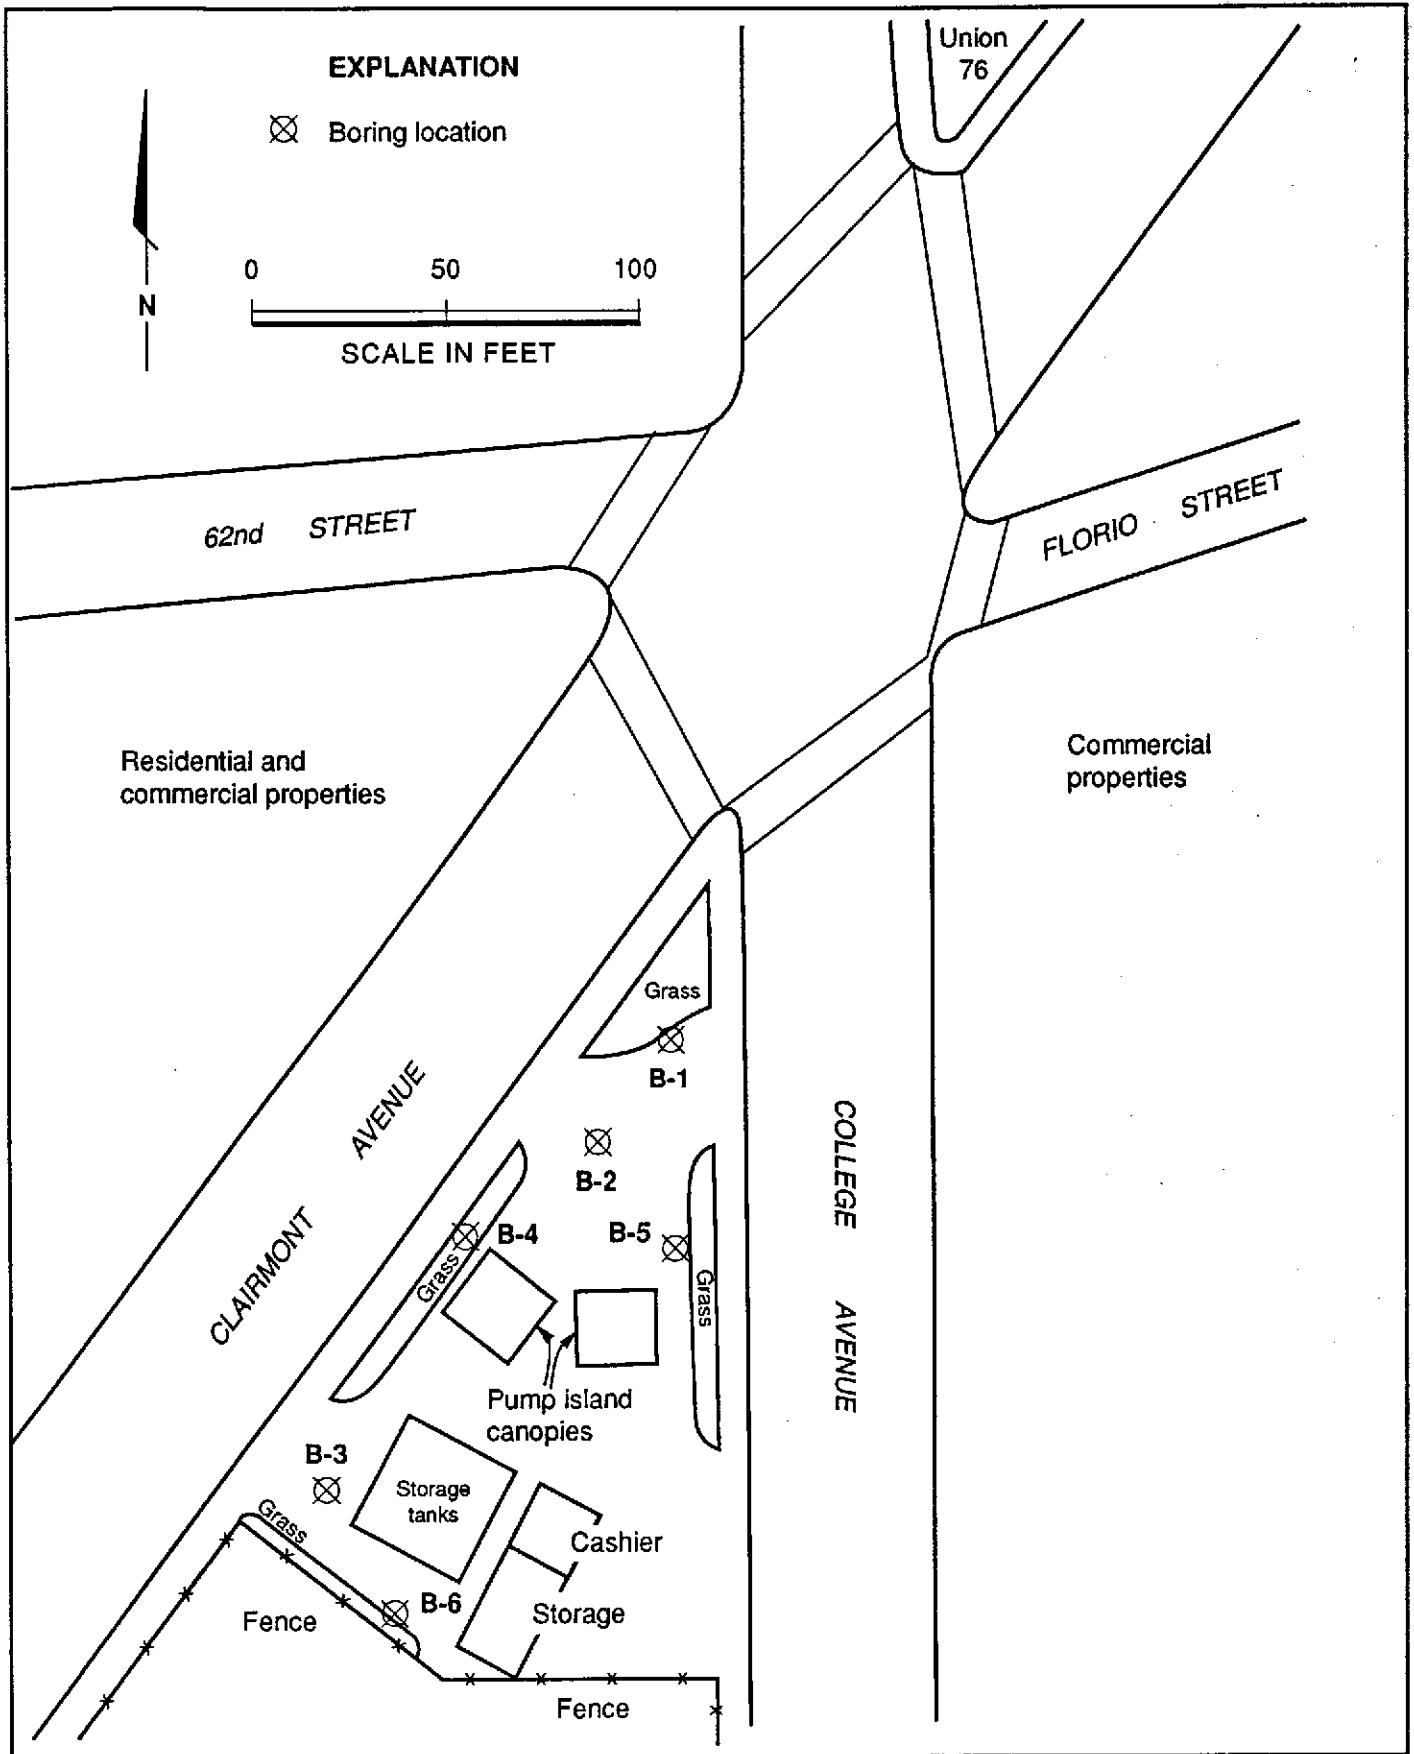 Union
76
EXPLANATION
Boring location
0 50 100
N
SCALE IN FEET
62nd STREET
FLORIO STREET
Residential and
commercial properties
Commercial
properties
Grass
B-1
CLAIRMONT AVENUE
COLLEGE AVENUE
B-2
B-4
B-5
Grass
Grass
Pump island
canopies
B-3
Storage
tanks
Grass
Cashier
B-6
Storage
Fence
Fence